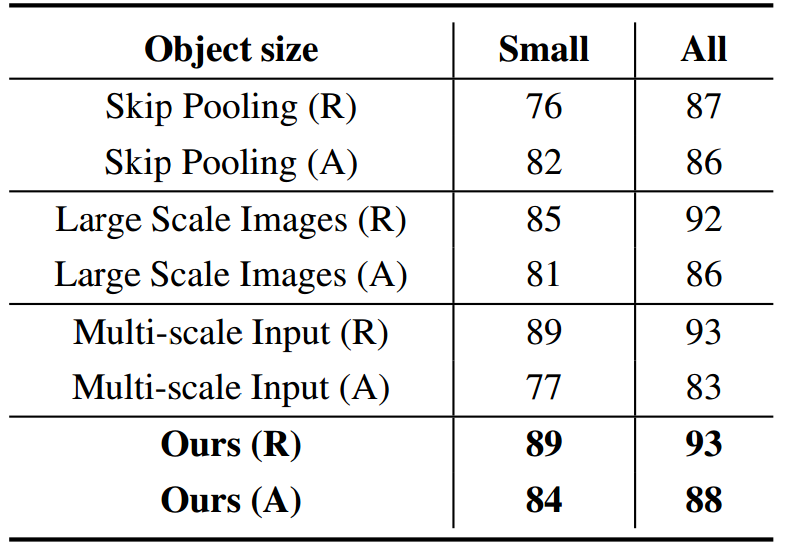 Object size Small All
Skip Pooling (R) 76 87
Skip Pooling (A) 82 86
Large Scale Images (R) 85 92
Large Scale Images (A) 81 86
Multi-scale Input (R) 89 93
Multi-scale Input (A) 77 83
Ours (R) 89 93
Ours (A) 84 88